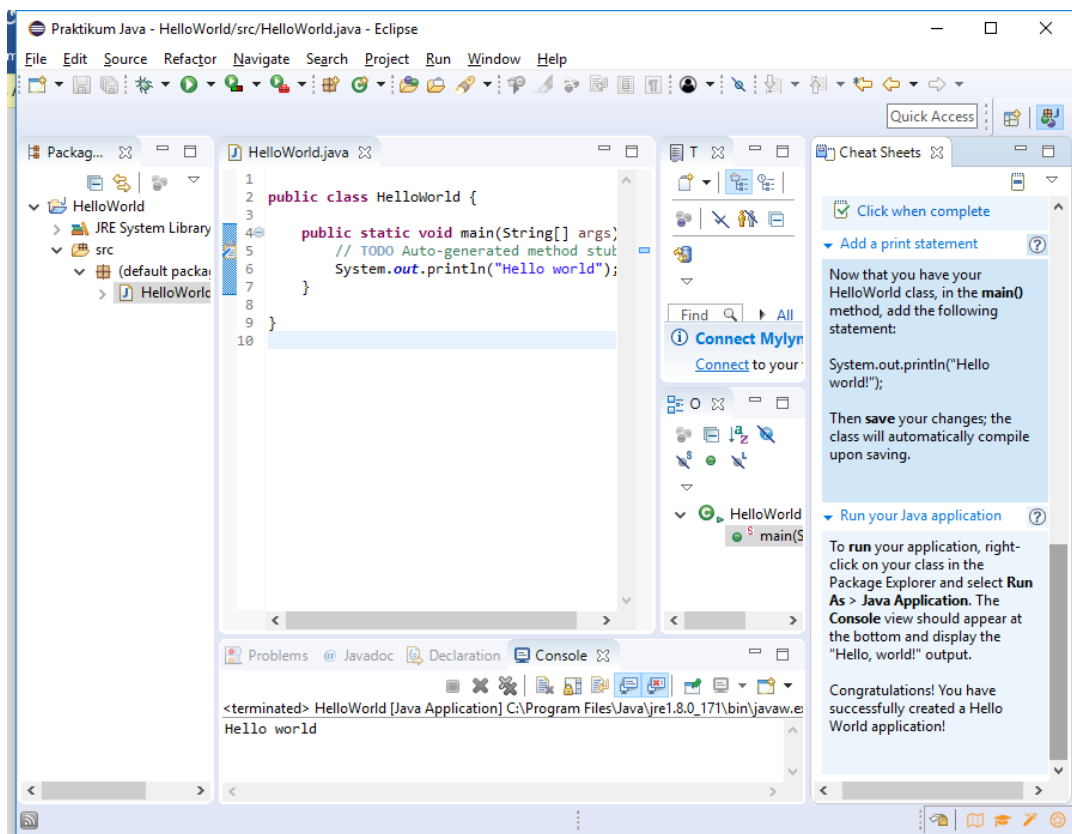 Praktikum Java - HelloWorld/src/HelloWorld.java - Eclipse
File Edit Source Refactor Navigate Search Project Run Window Help
Quick Access
Packag...
HelloWorld
JRE System Library
src
(default packa
HelloWorld
HelloWorld.java
1
2 public class HelloWorld {
3
4 public static void main(String[] args)
5 // TODO Auto-generated method stub
6 System.out.println("Hello world");
7 }
8
9 }
10
T
Find All
Connect Mylyn
Connect to your
O
HelloWorld
main(S
Cheat Sheets
Click when complete
Add a print statement
Now that you have your
HelloWorld class, in the main()
method, add the following
statement:
System.out.println("Hello
world!");
Then save your changes; the
class will automatically compile
upon saving.
Run your Java application
To run your application, right-
click on your class in the
Package Explorer and select Run
As > Java Application. The
Console view should appear at
the bottom and display the
"Hello, world!" output.
Congratulations! You have
successfully created a Hello
World application!
Problems @ Javadoc Declaration Console
<terminated> HelloWorld [Java Application] C:\Program Files\Java\jre1.8.0_171\bin\javaw.ex
Hello world